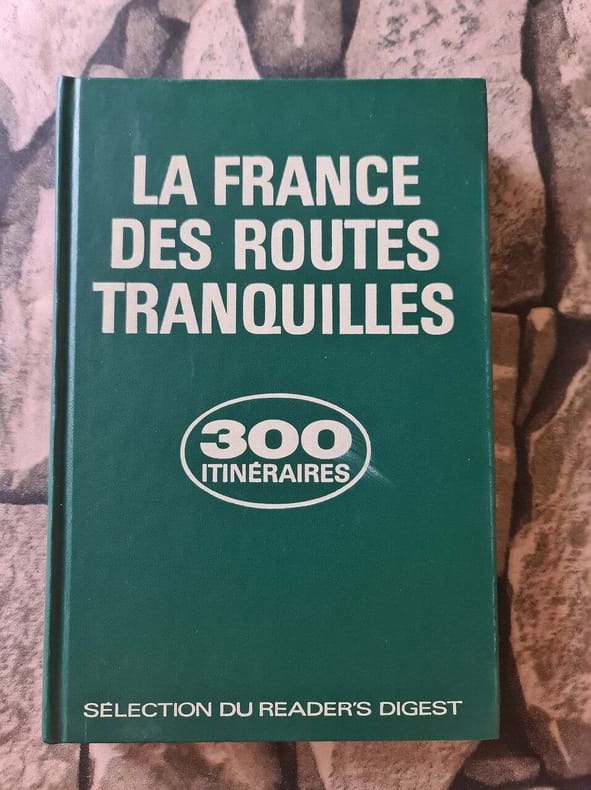 LA FRANCE
DES ROUTES
TRANQUILLES
300
ITINÉRAIRES
SÉLECTION DU READER'S DIGEST